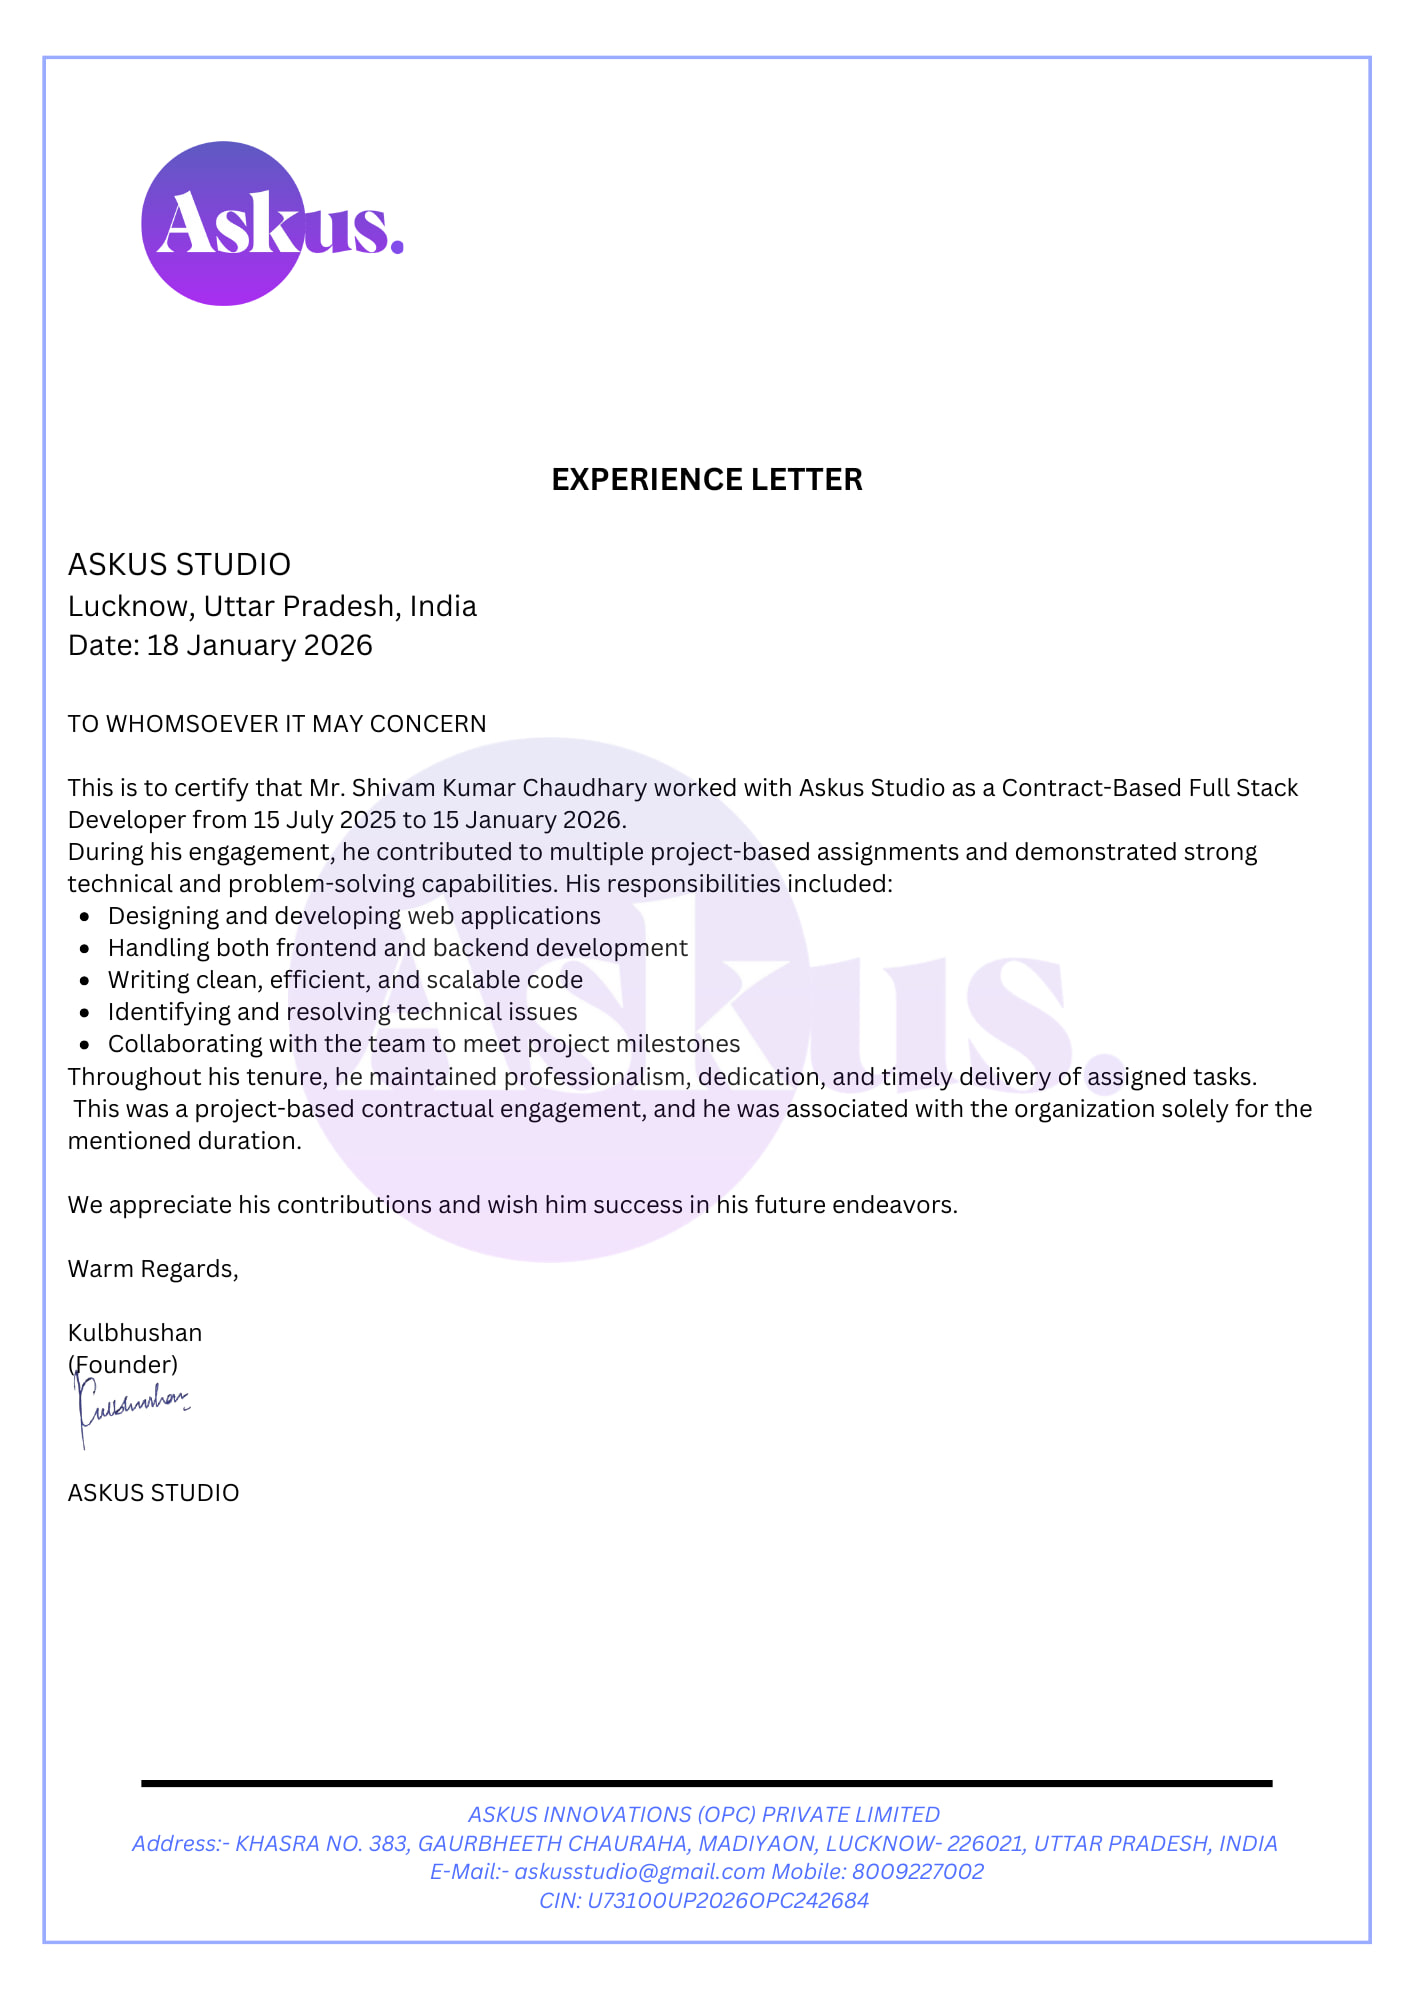 Askus.
EXPERIENCE LETTER
ASKUS STUDIO
Lucknow, Uttar Pradesh, India
Date: 18 January 2026
TO WHOMSOEVER IT MAY CONCERN
This is to certify that Mr. Shivam Kumar Chaudhary worked with Askus Studio as a Contract-Based Full Stack
Developer from 15 July 2025 to 15 January 2026.
During his engagement, he contributed to multiple project-based assignments and demonstrated strong
technical and problem-solving capabilities. His responsibilities included:
• Designing and developing web applications
• Handling both frontend and backend development
• Writing clean, efficient, and scalable code
• Identifying and resolving technical issues
• Collaborating with the team to meet project milestones
Throughout his tenure, he maintained professionalism, dedication, and timely delivery of assigned tasks.
This was a project-based contractual engagement, and he was associated with the organization solely for the
mentioned duration.
We appreciate his contributions and wish him success in his future endeavors.
Warm Regards,
Kulbhushan
(Founder)
Kulbhushan
ASKUS STUDIO
Askus.
ASKUS INNOVATIONS (OPC) PRIVATE LIMITED
Address:- KHASRA NO. 383, GAURBHEETH CHAURAHA, MADIYAON, LUCKNOW- 226021, UTTAR PRADESH, INDIA
E-Mail:- askusstudio@gmail.com Mobile: 8009227002
CIN: U73100UP2026OPC242684